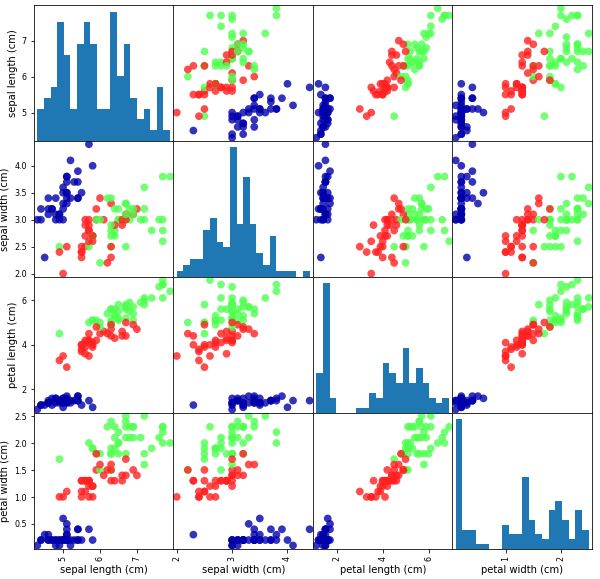 sepal length (cm)
7
6
5
sepal width (cm)
4.0
3.5
3.0
2.5
2.0
petal length (cm)
6
4
2
petal width (cm)
2.5
2.0
1.5
1.0
0.5
5 6 7 2 3 4 2 4 6 1 2
sepal length (cm) sepal width (cm) petal length (cm) petal width (cm)